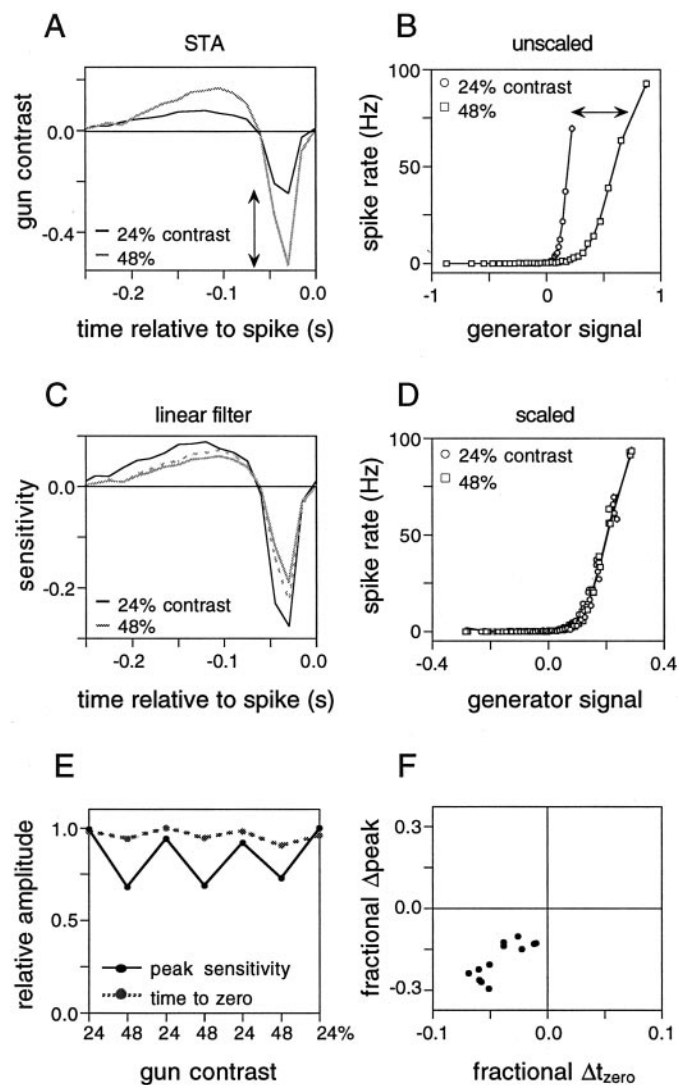 A
STA
gun contrast
0.0
-0.4
24% contrast
48%
-0.2
-0.1
0.0
time relative to spike (s)
B
unscaled
spike rate (Hz)
100
50
0
24% contrast
48%
-1
0
1
generator signal
C
linear filter
sensitivity
0.0
-0.2
24% contrast
48%
-0.2
-0.1
0.0
time relative to spike (s)
D
scaled
spike rate (Hz)
100
50
0
24% contrast
48%
-0.4
0.0
0.4
generator signal
E
relative amplitude
1.0
0.5
0.0
peak sensitivity
time to zero
24 48 24 48 24 48 24%
gun contrast
F
fractional Δpeak
0.3
0.0
-0.3
-0.1
0.0
0.1
fractional Δtzero